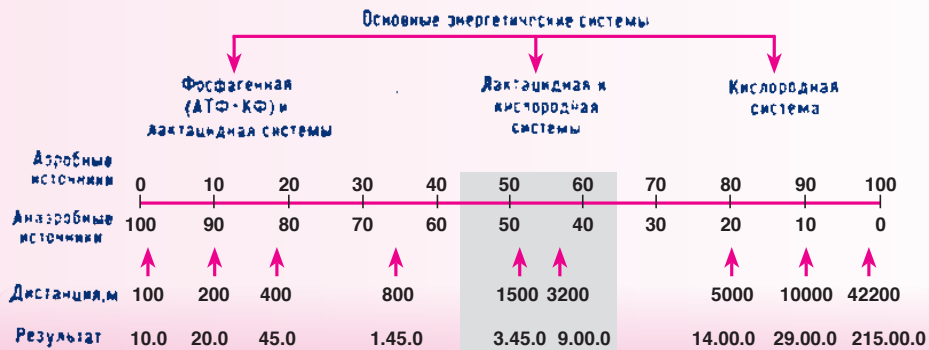 Основные энергетические системы
Фосфагенная
(АТФ-КФ) и
лактацидная системы
Лактацидная и
кислородная
системы
Кислородная
система
Аэробные
источники
0 10 20 30 40 50 60 70 80 90 100
Анаэробные
источники
100 90 80 70 60 50 40 30 20 10 0
Дистанция,м 100 200 400 800 1500 3200 5000 10000 42200
Результат 10.0 20.0 45.0 1.45.0 3.45.0 9.00.0 14.00.0 29.00.0 215.00.0